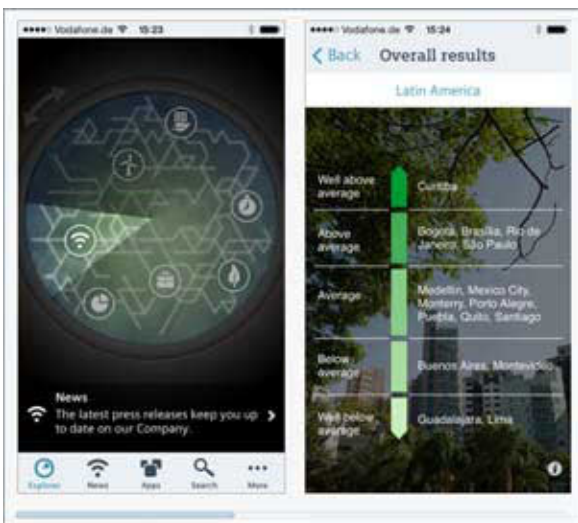 Vodafone.de 15:23
News
The latest press releases keep you up
to date on our Company.
Explorer
News
Apps
Search
More
Vodafone.de 15:24
Back
Overall results
Latin America
Well above
average
Curitiba
Above
average
Bogotá, Brasília, Rio de
Janeiro, São Paulo
Average
Medellín, Mexico City,
Monterry, Porto Alegre,
Puebla, Quito, Santiago
Below
average
Buenos Aires, Montevideo
Well below
average
Guadalajara, Lima